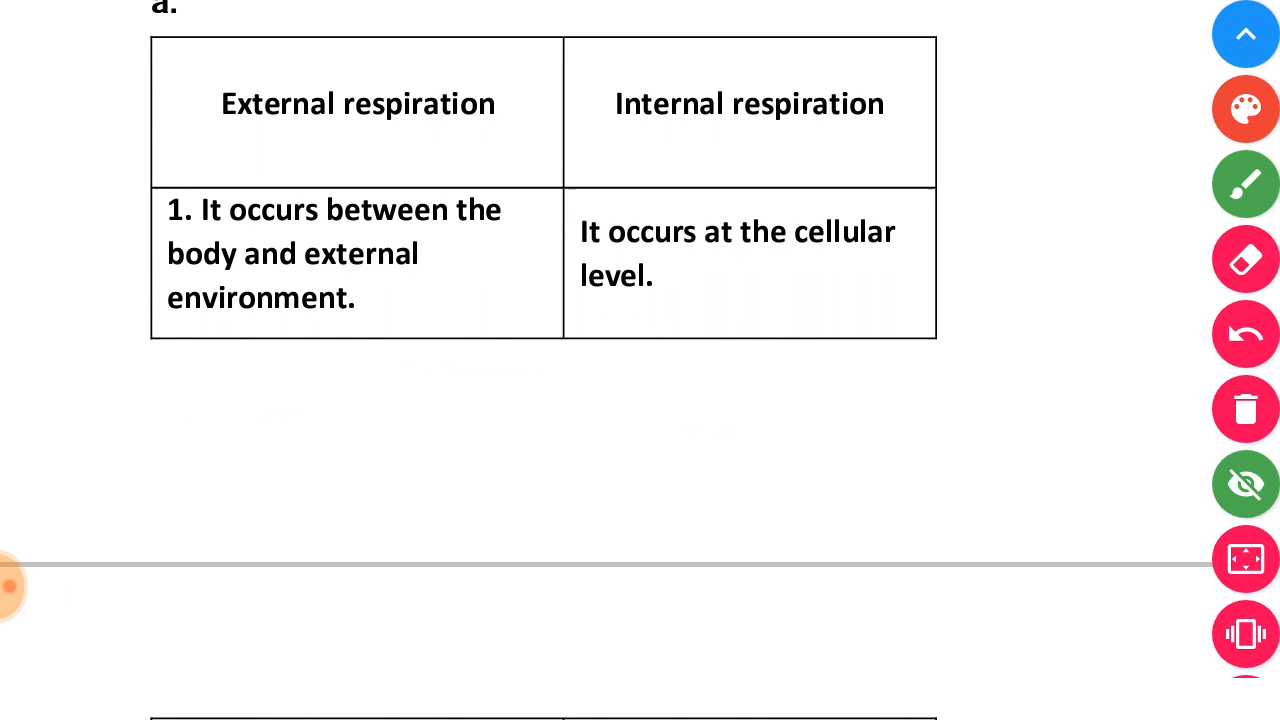 a.
External respiration
Internal respiration
1. It occurs between the
body and external
environment.
It occurs at the cellular
level.